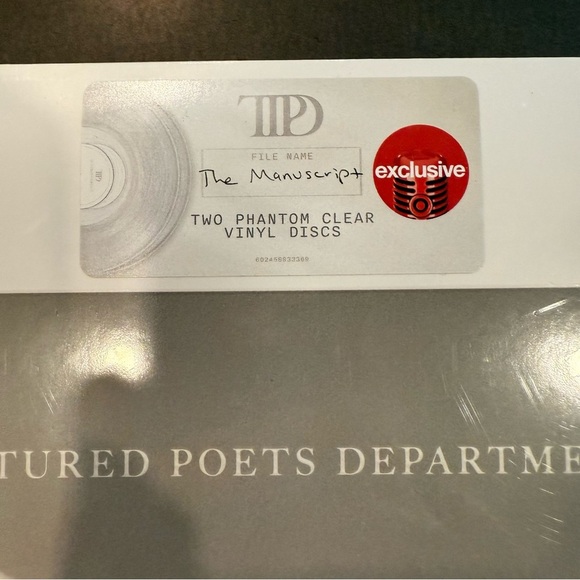 TTPD
FILE NAME
The Manuscript
exclusive
TWO PHANTOM CLEAR
VINYL DISCS
TURED POETS DEPARTME